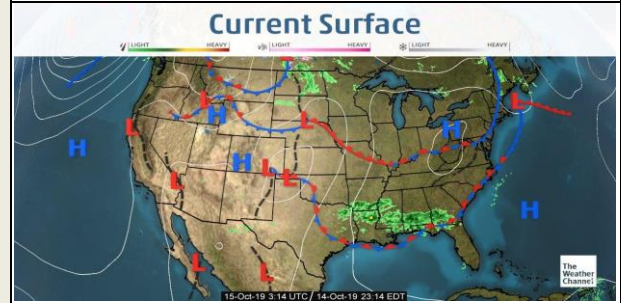 Current Surface
LIGHT HEAVY LIGHT HEAVY LIGHT HEAVY
L
L
L
H
L
L
H
H
H
L
L
L
L
H
L
L
The
Weather
Channel
15-Oct-19 3:14 UTC / 14-Oct-19 23:14 EDT